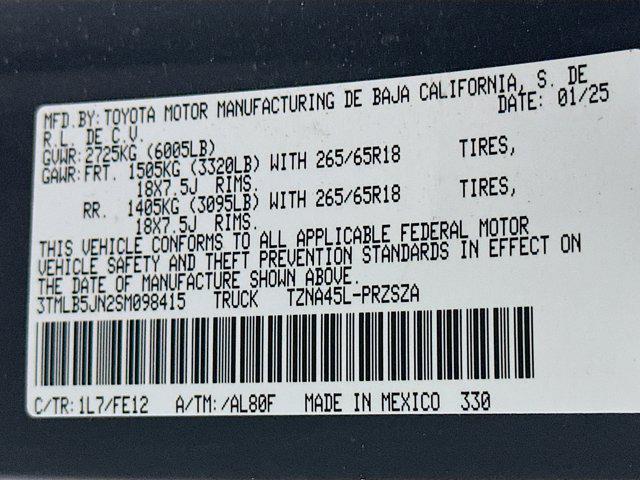 MFD.BY: TOYOTA MOTOR MANUFACTURING DE BAJA CALIFORNIA, S. DE
R.L. DE C.V. DATE: 01/25
GVWR: 2725KG (6005LB)
GAWR: FRT. 1505KG (3320LB) WITH 265/65R18 TIRES,
18X7.5J RIMS.
RR. 1405KG (3095LB) WITH 265/65R18 TIRES,
18X7.5J RIMS.
THIS VEHICLE CONFORMS TO ALL APPLICABLE FEDERAL MOTOR
VEHICLE SAFETY AND THEFT PREVENTION STANDARDS IN EFFECT ON
THE DATE OF MANUFACTURE SHOWN ABOVE.
3TMLB5JN2SM098415 TRUCK TZNA45L-PRZSZA
C/TR: 1L7/FE12 A/TM: /AL80F MADE IN MEXICO 330